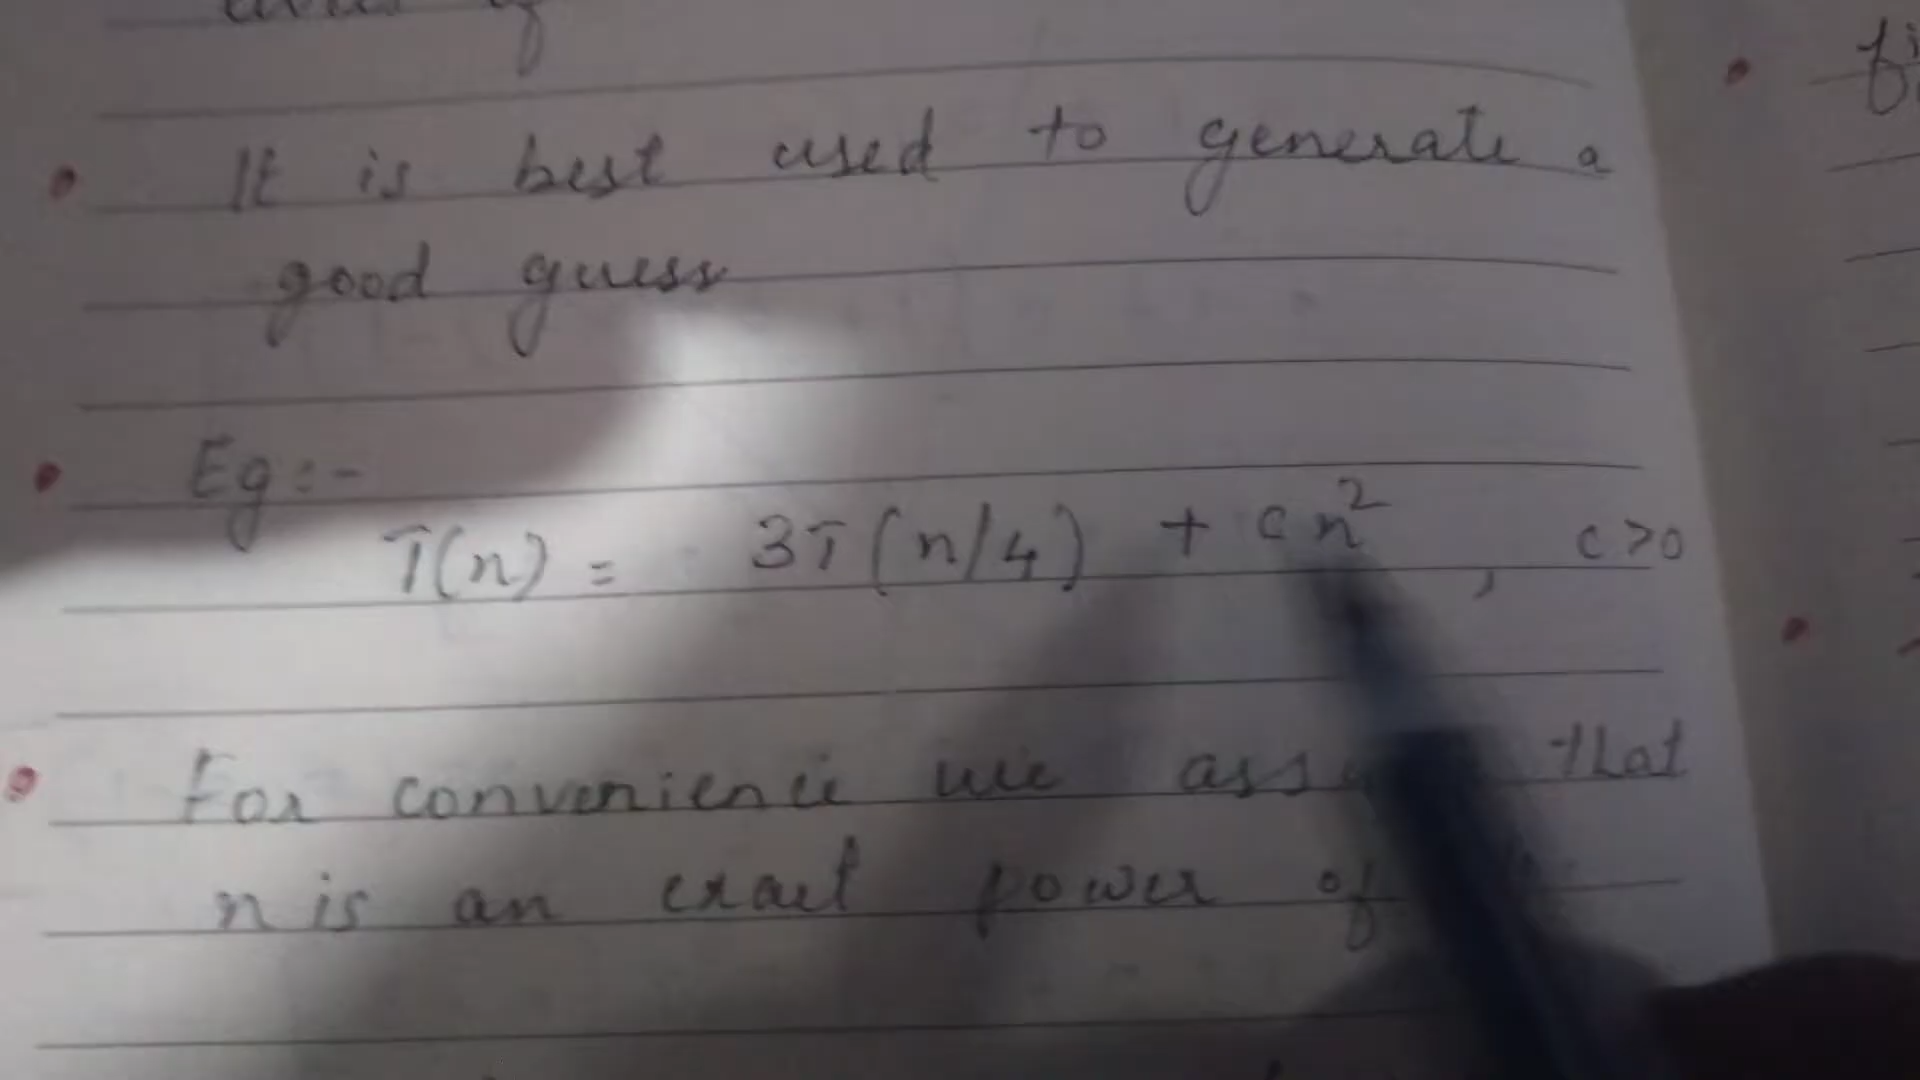 It is best used to generate a
good guess
Eg:-
T(n) = 3T(n/4) + cn², c>0
For convenience we that
n is an exact power of